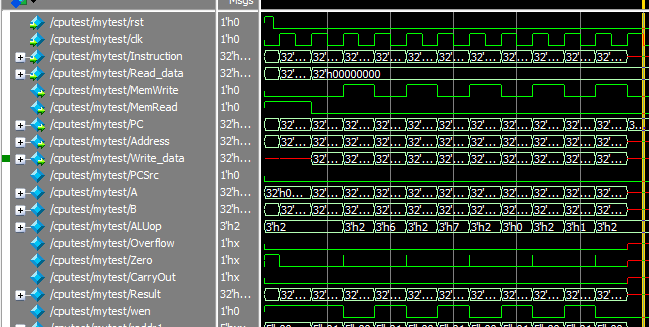 Msgs
/cputest/mytest/rst 1'h0
/cputest/mytest/clk 1'h0
/cputest/mytest/Instruction 32'h... 32'... 32'... 32'... 32'... 32'... 32'... 32'... 32'... 32'... 32'... 32'...
/cputest/mytest/Read_data 32'h... 32'... 32'h00000000
/cputest/mytest/MemWrite 1'h0
/cputest/mytest/MemRead 1'h0
/cputest/mytest/PC 32'h... 32'... 32'... 32'... 32'... 32'... 32'... 32'... 32'... 32'... 32'... 32'... 3...
/cputest/mytest/Address 32'h... 32'... 32'... 32'... 32'... 32'... 32'... 32'... 32'... 32'... 32'... 32'...
/cputest/mytest/Write_data 32'h... 32'... 32'... 32'... 32'... 32'... 32'... 32'... 32'... 32'... 32'...
/cputest/mytest/PCSrc 1'h0
/cputest/mytest/A 32'h... 32'h0... 32'... 32'... 32'... 32'... 32'... 32'... 32'... 32'... 32'... 32'...
/cputest/mytest/B 32'h... 32'... 32'... 32'... 32'... 32'... 32'... 32'... 32'... 32'... 32'... 32'...
/cputest/mytest/ALUop 3'h2 3'h2 3'h2 3'h6 3'h2 3'h7 3'h2 3'h0 3'h2 3'h1 3'h2
/cputest/mytest/Overflow 1'hx
/cputest/mytest/Zero 1'hx
/cputest/mytest/CarryOut 1'hx
/cputest/mytest/Result 32'h... 32'... 32'... 32'... 32'... 32'... 32'... 32'... 32'... 32'... 32'... 32'...
/cputest/mytest/wen 1'hx